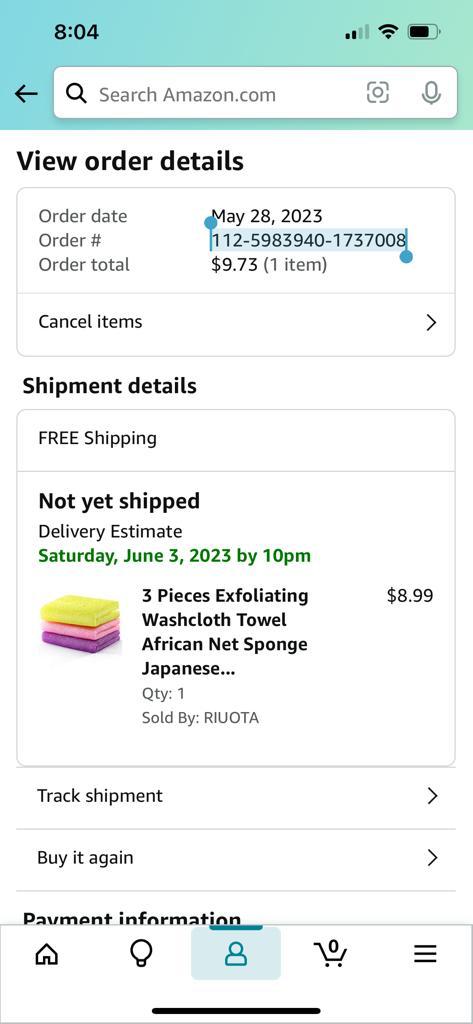 8:04
Search Amazon.com
View order details
Order date May 28, 2023
Order # 112-5983940-1737008
Order total $9.73 (1 item)
Cancel items
Shipment details
FREE Shipping
Not yet shipped
Delivery Estimate
Saturday, June 3, 2023 by 10pm
3 Pieces Exfoliating $8.99
Washcloth Towel
African Net Sponge
Japanese...
Qty: 1
Sold By: RIUOTA
Track shipment
Buy it again
Payment information
0